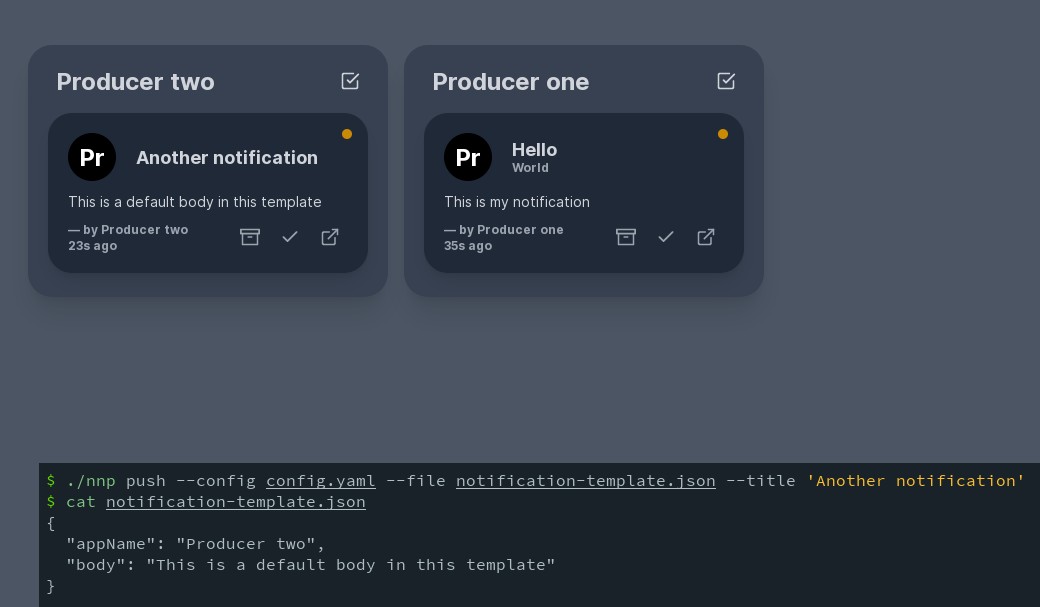 Producer two
Pr
Another notification
This is a default body in this template
— by Producer two
23s ago
Producer one
Pr
Hello
World
This is my notification
— by Producer one
35s ago
$ ./nnp push --config config.yaml --file notification-template.json --title 'Another notification'
$ cat notification-template.json
{
  "appName": "Producer two",
  "body": "This is a default body in this template"
}